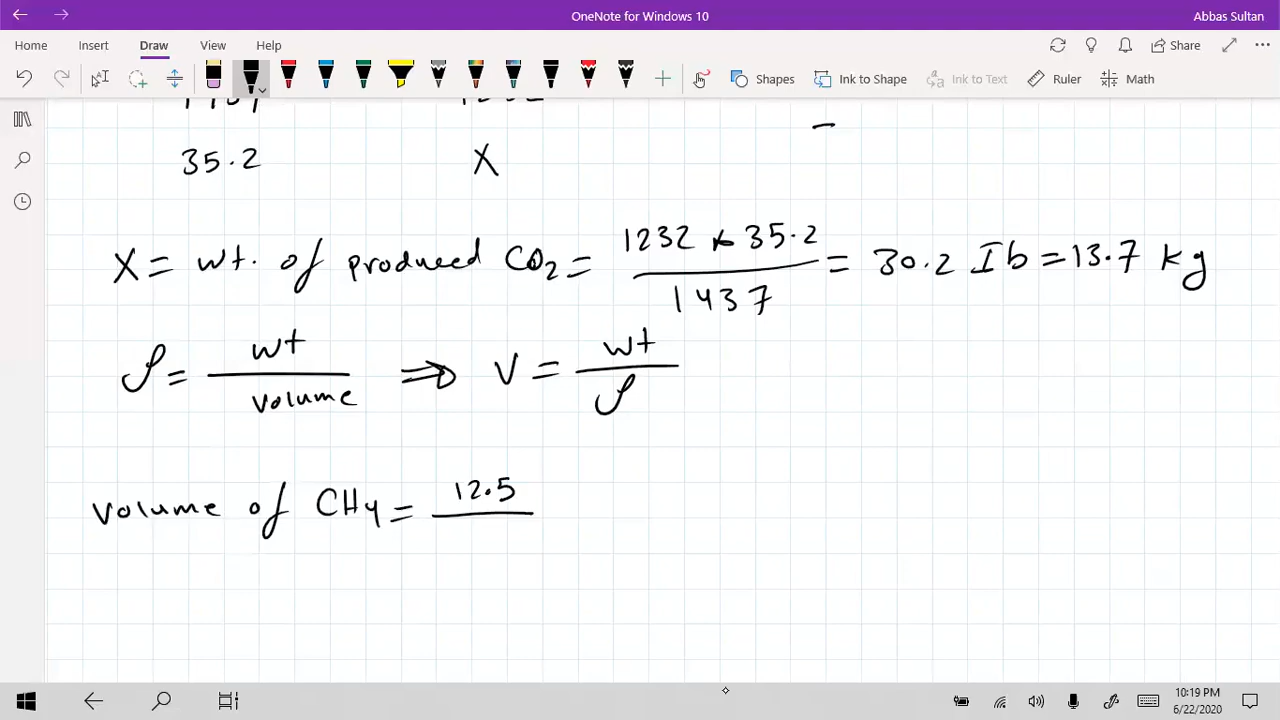 OneNote for Windows 10
Abbas Sultan
Home Insert Draw View Help
Share
Shapes Ink to Shape Ink to Text Ruler Math
35.2 X
X = wt. of produced CO2 = 1232 * 35.2 / 1437 = 30.2 Ib = 13.7 kg
ρ = wt / volume ⇒ V = wt / ρ
volume of CH4 = 12.5
10:19 PM
6/22/2020